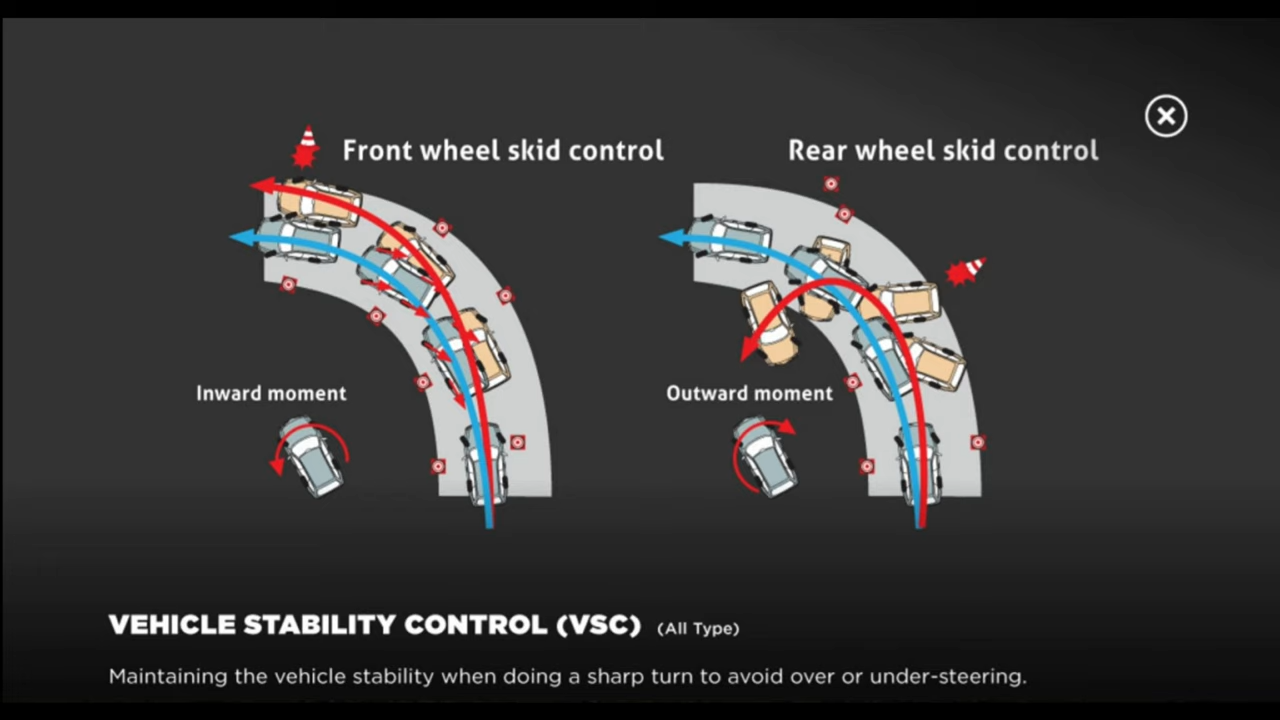 Front wheel skid control
Rear wheel skid control
Inward moment
Outward moment
VEHICLE STABILITY CONTROL (VSC) (All Type)
Maintaining the vehicle stability when doing a sharp turn to avoid over or under-steering.